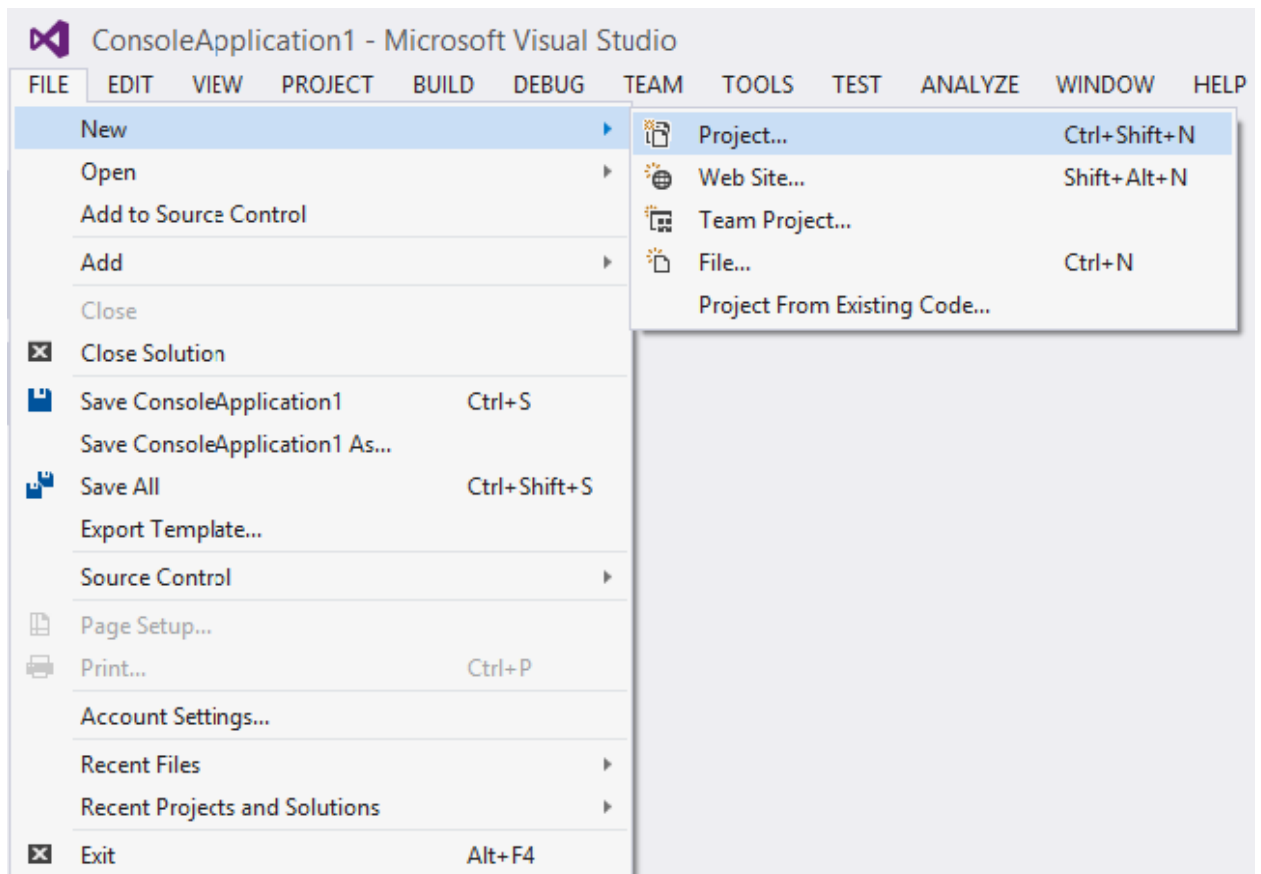 ConsoleApplication1 - Microsoft Visual Studio
FILE EDIT VIEW PROJECT BUILD DEBUG TEAM TOOLS TEST ANALYZE WINDOW HELP
New
Open
Add to Source Control
Add
Close
Close Solution
Save ConsoleApplication1 Ctrl+S
Save ConsoleApplication1 As...
Save All Ctrl+Shift+S
Export Template...
Source Control
Page Setup...
Print... Ctrl+P
Account Settings...
Recent Files
Recent Projects and Solutions
Exit Alt+F4
Project... Ctrl+Shift+N
Web Site... Shift+Alt+N
Team Project...
File... Ctrl+N
Project From Existing Code...